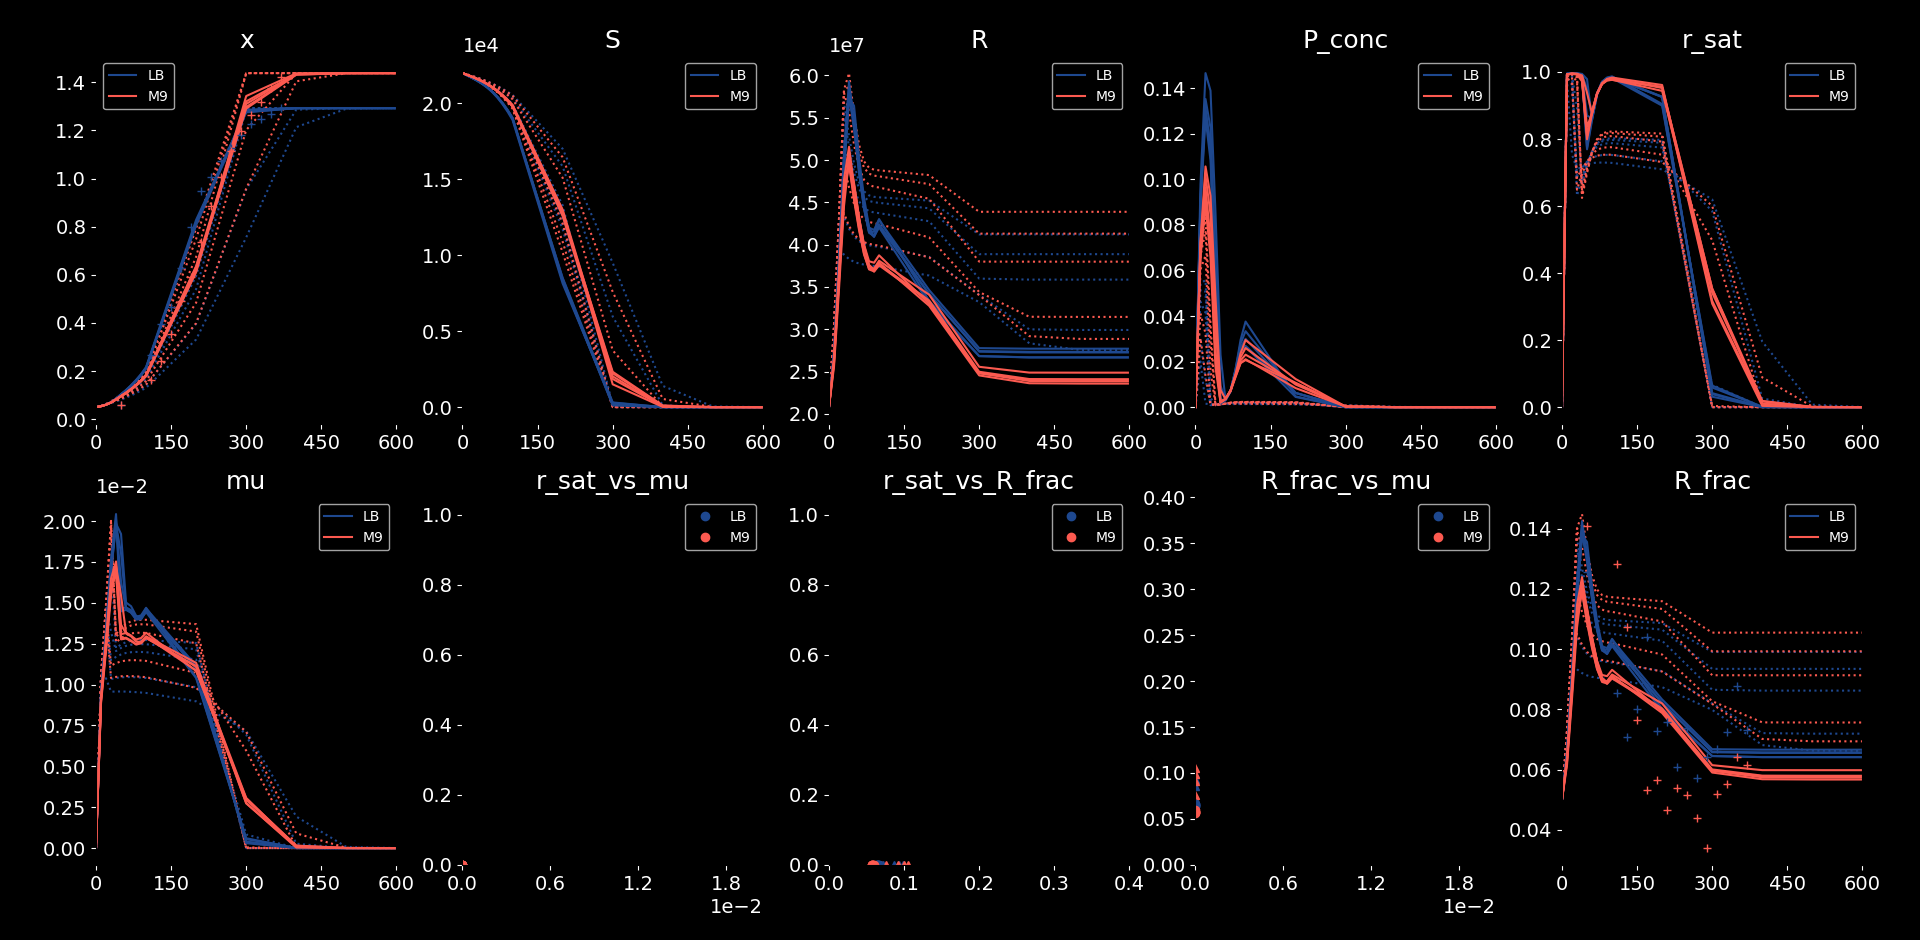 x
LB
M9
1.4
1.2
1.0
0.8
0.6
0.4
0.2
0.0
0 150 300 450 600
1e4
S
LB
M9
2.0
1.5
1.0
0.5
0.0
0 150 300 450 600
1e7
R
LB
M9
6.0
5.5
5.0
4.5
4.0
3.5
3.0
2.5
2.0
0 150 300 450 600
P_conc
LB
M9
0.14
0.12
0.10
0.08
0.06
0.04
0.02
0.00
0 150 300 450 600
r_sat
LB
M9
1.0
0.8
0.6
0.4
0.2
0.0
0 150 300 450 600
1e−2
mu
LB
M9
2.00
1.75
1.50
1.25
1.00
0.75
0.50
0.25
0.00
0 150 300 450 600
r_sat_vs_mu
LB
M9
1.0
0.8
0.6
0.4
0.2
0.0
0.0 0.6 1.2 1.8
1e−2
r_sat_vs_R_frac
LB
M9
1.0
0.8
0.6
0.4
0.2
0.0
0.0 0.1 0.2 0.3 0.4
R_frac_vs_mu
LB
M9
0.40
0.35
0.30
0.25
0.20
0.15
0.10
0.05
0.00
0.0 0.6 1.2 1.8
1e−2
R_frac
LB
M9
0.14
0.12
0.10
0.08
0.06
0.04
0 150 300 450 600